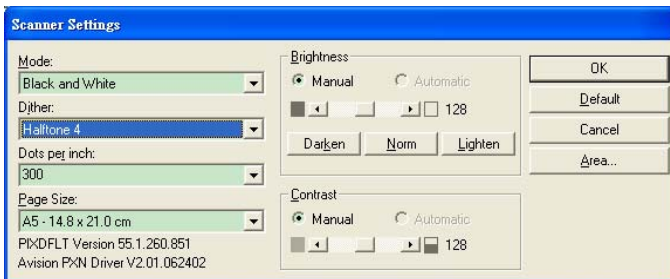 Scanner Settings
Mode:
Black and White
Dither:
Halftone 4
Dots per inch:
300
Page Size:
A5 - 14.8 x 21.0 cm
PIXDFLT Version 55.1.260.851
Avision PXN Driver V2.01.062402
Brightness
Manual Automatic
128
Darken Norm Lighten
Contrast
Manual Automatic
128
OK
Default
Cancel
Area...